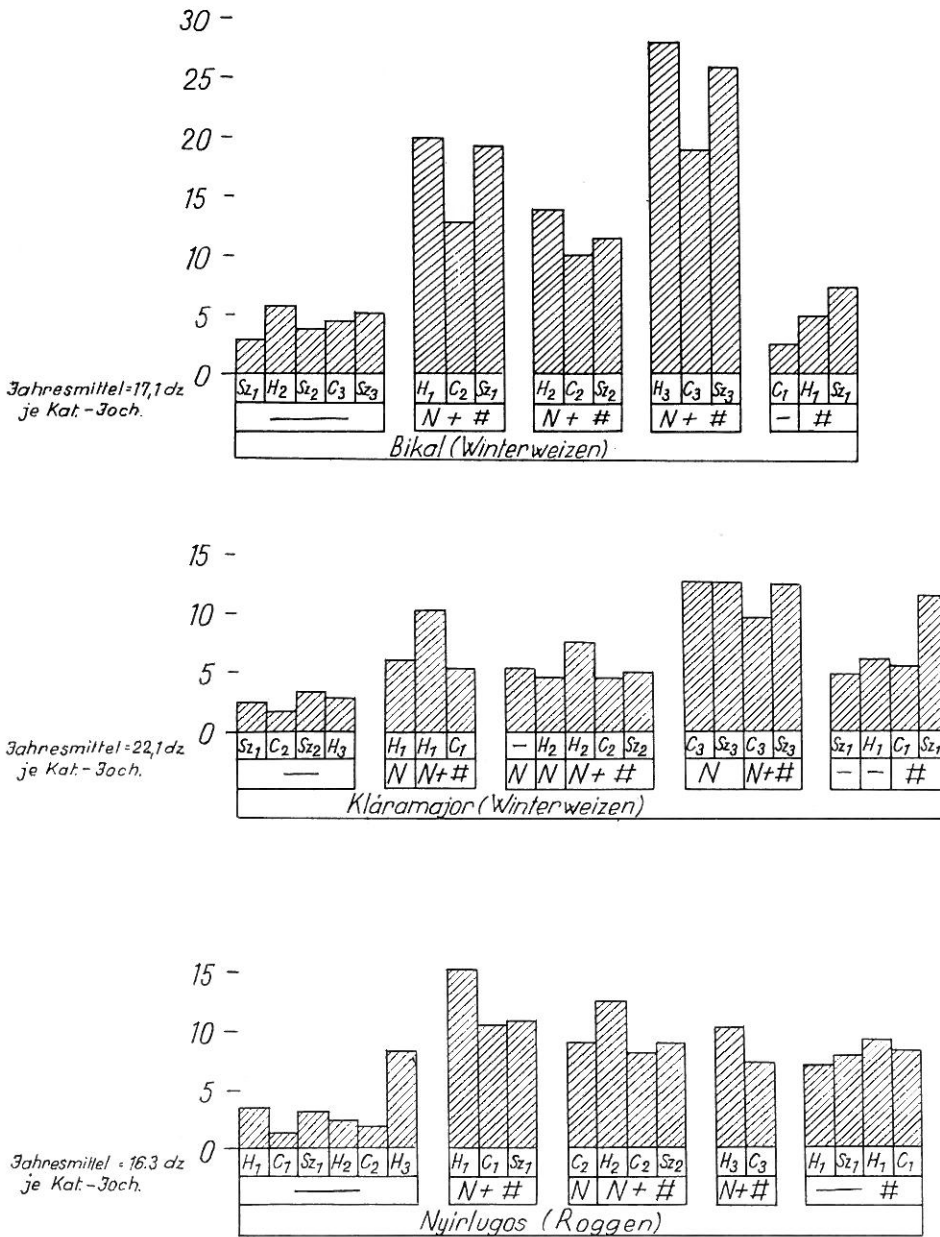 30
25
20
15
10
5
0
Jahresmittel=17,1 dz
je Kat.-Joch.
Sz₁ H₂ Sz₂ C₃ Sz₃ H₁ C₂ Sz₁ H₂ C₂ Sz₂ H₃ C₃ Sz₃ C₁ H₁ Sz₁
— N + # N + # N + # - #
Bikal (Winterweizen)
15
10
5
0
Jahresmittel=22,1 dz
je Kat.-Joch.
Sz₁ C₂ Sz₂ H₃ H₁ H₁ C₁ - H₂ H₂ C₂ Sz₂ C₃ Sz₃ C₃ Sz₃ Sz₁ H₁ C₁ Sz₁
— N N+# N N N + # N N+# - - #
Kláramajor (Winterweizen)
15
10
5
0
Jahresmittel = 16.3 dz
je Kat.-Joch.
H₁ C₁ Sz₁ H₂ C₂ H₃ H₁ C₁ Sz₁ C₂ H₂ C₂ Sz₂ H₃ C₃ H₁ Sz₁ H₁ C₁
— N + # N N + # N+# — #
Nyirlugos (Roggen)